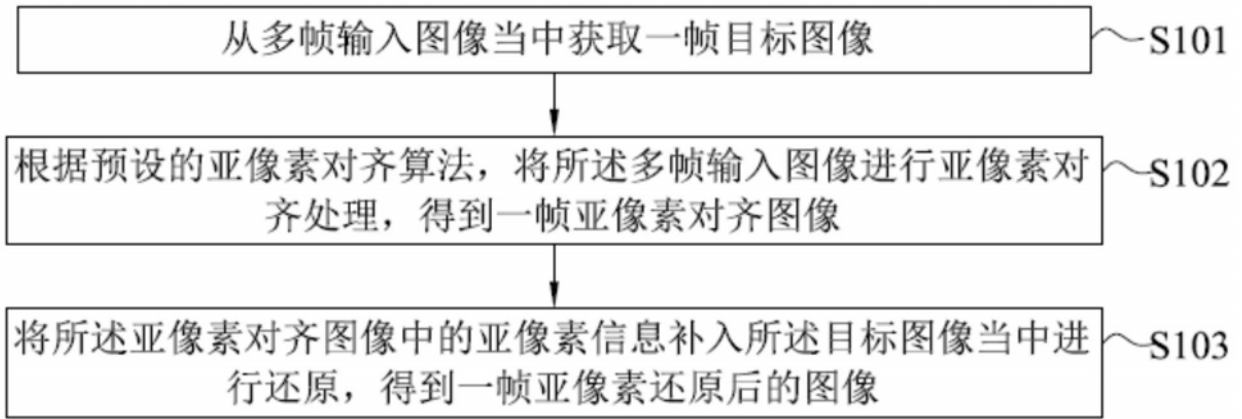 从多帧输入图像当中获取一帧目标图像
S101
根据预设的亚像素对齐算法，将所述多帧输入图像进行亚像素对
齐处理，得到一帧亚像素对齐图像
S102
将所述亚像素对齐图像中的亚像素信息补入所述目标图像当中进
行还原，得到一帧亚像素还原后的图像
S103